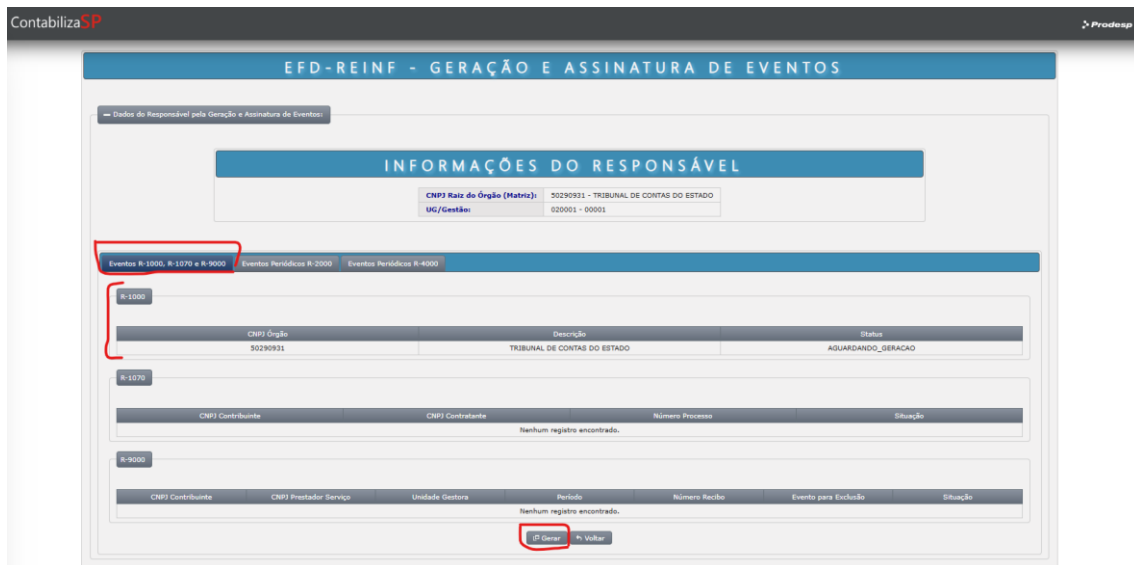 ContabilizaSP
Prodesp
EFD-REINF - GERAÇÃO E ASSINATURA DE EVENTOS
Dados do Responsável pela Geração e Assinatura de Eventos:
INFORMAÇÕES DO RESPONSÁVEL
CNPJ Raiz do Órgão (Matriz): 50290931 - TRIBUNAL DE CONTAS DO ESTADO
UG/Gestão: 020001 - 00001
Eventos R-1000, R-1070 e R-9000 Eventos Periódicos R-2000 Eventos Periódicos R-4000
R-1000
CNPJ Órgão Descrição Status
50290931 TRIBUNAL DE CONTAS DO ESTADO AGUARDANDO_GERACAO
R-1070
CNPJ Contribuinte CNPJ Contratante Número Processo Situação
Nenhum registro encontrado.
R-9000
CNPJ Contribuinte CNPJ Prestador Serviço Unidade Gestora Período Número Recibo Evento para Exclusão Situação
Nenhum registro encontrado.
Gerar Voltar